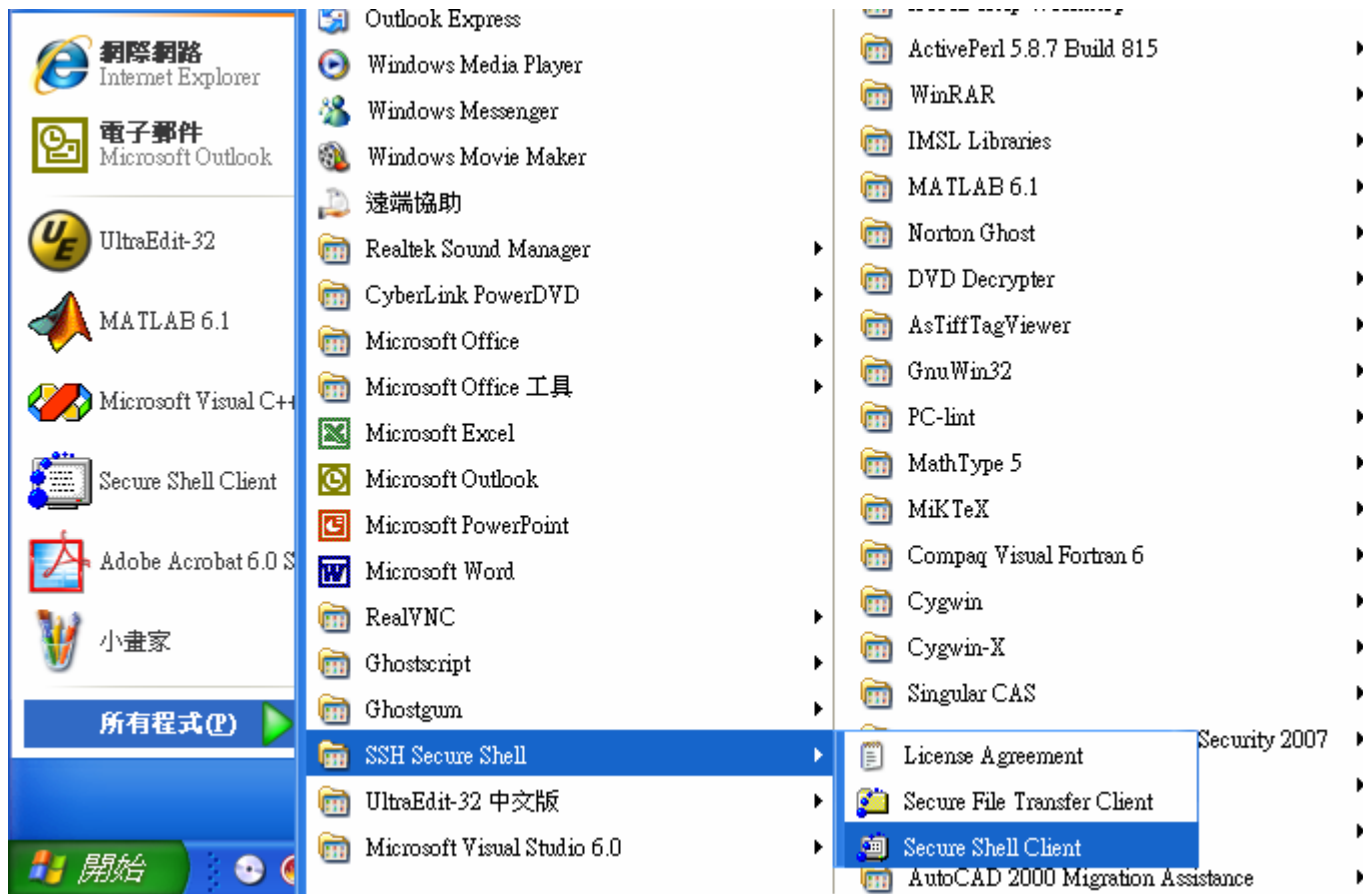 網際網路
Internet Explorer
電子郵件
Microsoft Outlook
UltraEdit-32
MATLAB 6.1
Microsoft Visual C++
Secure Shell Client
Adobe Acrobat 6.0 S
小畫家
所有程式(P)
開始
Outlook Express
Windows Media Player
Windows Messenger
Windows Movie Maker
遠端協助
Realtek Sound Manager
CyberLink PowerDVD
Microsoft Office
Microsoft Office 工具
Microsoft Excel
Microsoft Outlook
Microsoft PowerPoint
Microsoft Word
RealVNC
Ghostscript
Ghostgum
SSH Secure Shell
UltraEdit-32 中文版
Microsoft Visual Studio 6.0
ActivePerl 5.8.7 Build 815
WinRAR
IMSL Libraries
MATLAB 6.1
Norton Ghost
DVD Decrypter
AsTiffTagViewer
GnuWin32
PC-lint
MathType 5
MiKTeX
Compaq Visual Fortran 6
Cygwin
Cygwin-X
Singular CAS
Security 2007
License Agreement
Secure File Transfer Client
Secure Shell Client
AutoCAD 2000 Migration Assistance